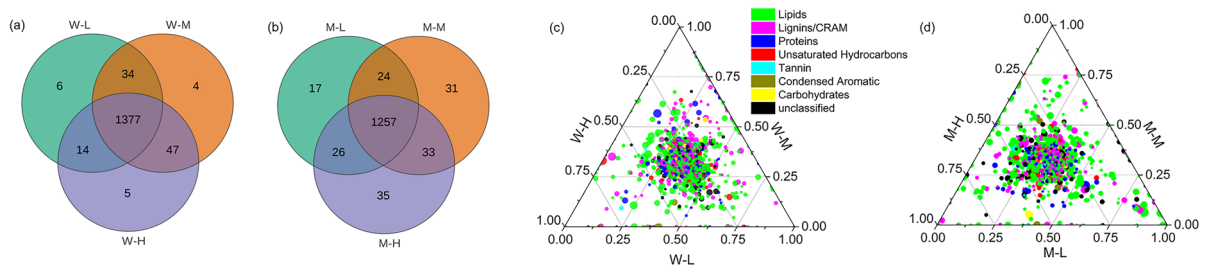 (a)
W-L
W-M
6
34
4
1377
14
47
5
W-H
(b)
M-L
M-M
17
24
31
1257
26
33
35
M-H
(c)
Lipids
Lignins/CRAM
Proteins
Unsaturated Hydrocarbons
Tannin
Condensed Aromatic
Carbohydrates
unclassified
0.00
1.00
0.25
0.75
0.50
0.50
0.75
0.25
1.00
0.00
W-H
W-M
0.00
0.25
0.50
0.75
1.00
W-L
(d)
0.00
1.00
0.25
0.75
0.50
0.50
0.75
0.25
1.00
0.00
M-H
M-M
0.00
0.25
0.50
0.75
1.00
M-L